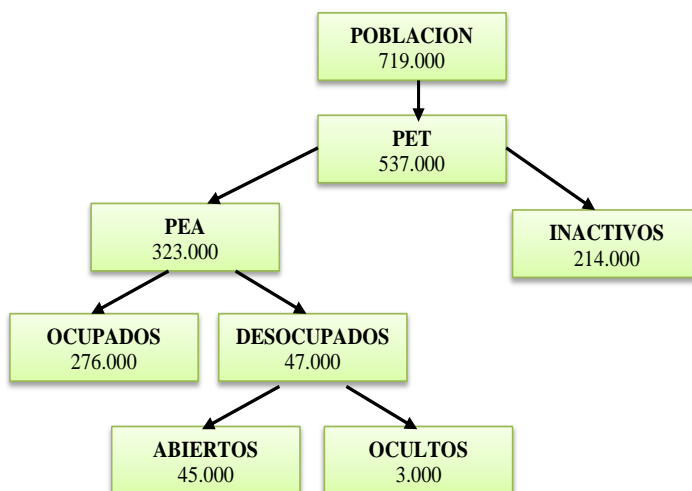 POBLACION
719.000
PET
537.000
PEA
323.000
INACTIVOS
214.000
OCUPADOS
276.000
DESOCUPADOS
47.000
ABIERTOS
45.000
OCULTOS
3.000